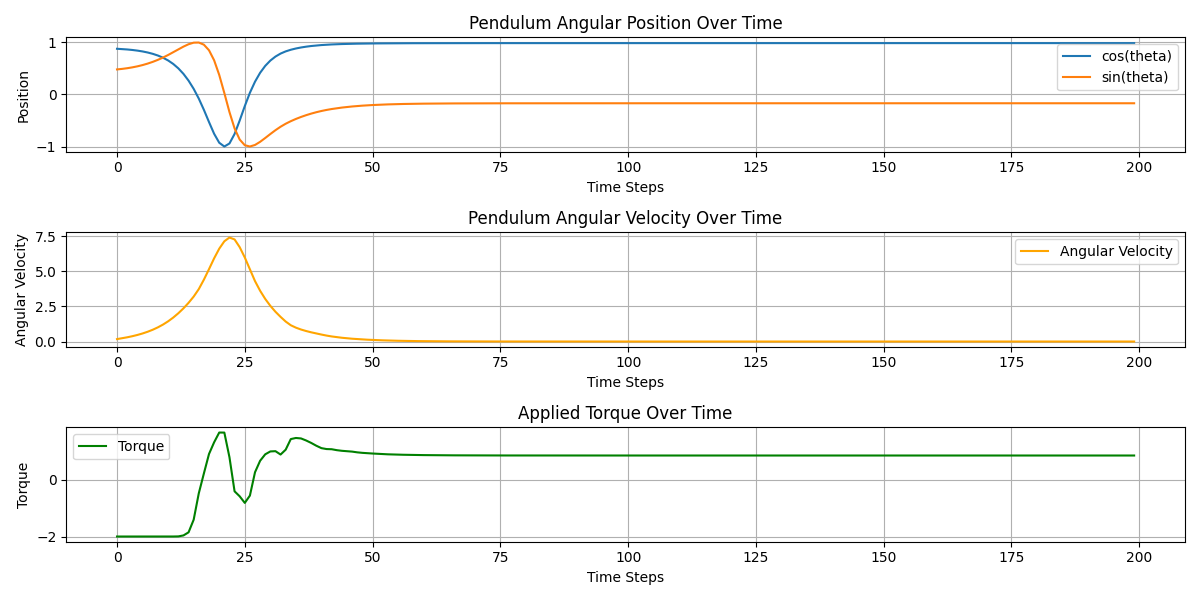 Pendulum Angular Position Over Time
1
0
−1
Position
cos(theta)
sin(theta)
0 25 50 75 100 125 150 175 200
Time Steps
Pendulum Angular Velocity Over Time
7.5
5.0
2.5
0.0
Angular Velocity
Angular Velocity
0 25 50 75 100 125 150 175 200
Time Steps
Applied Torque Over Time
0
−2
Torque
Torque
0 25 50 75 100 125 150 175 200
Time Steps